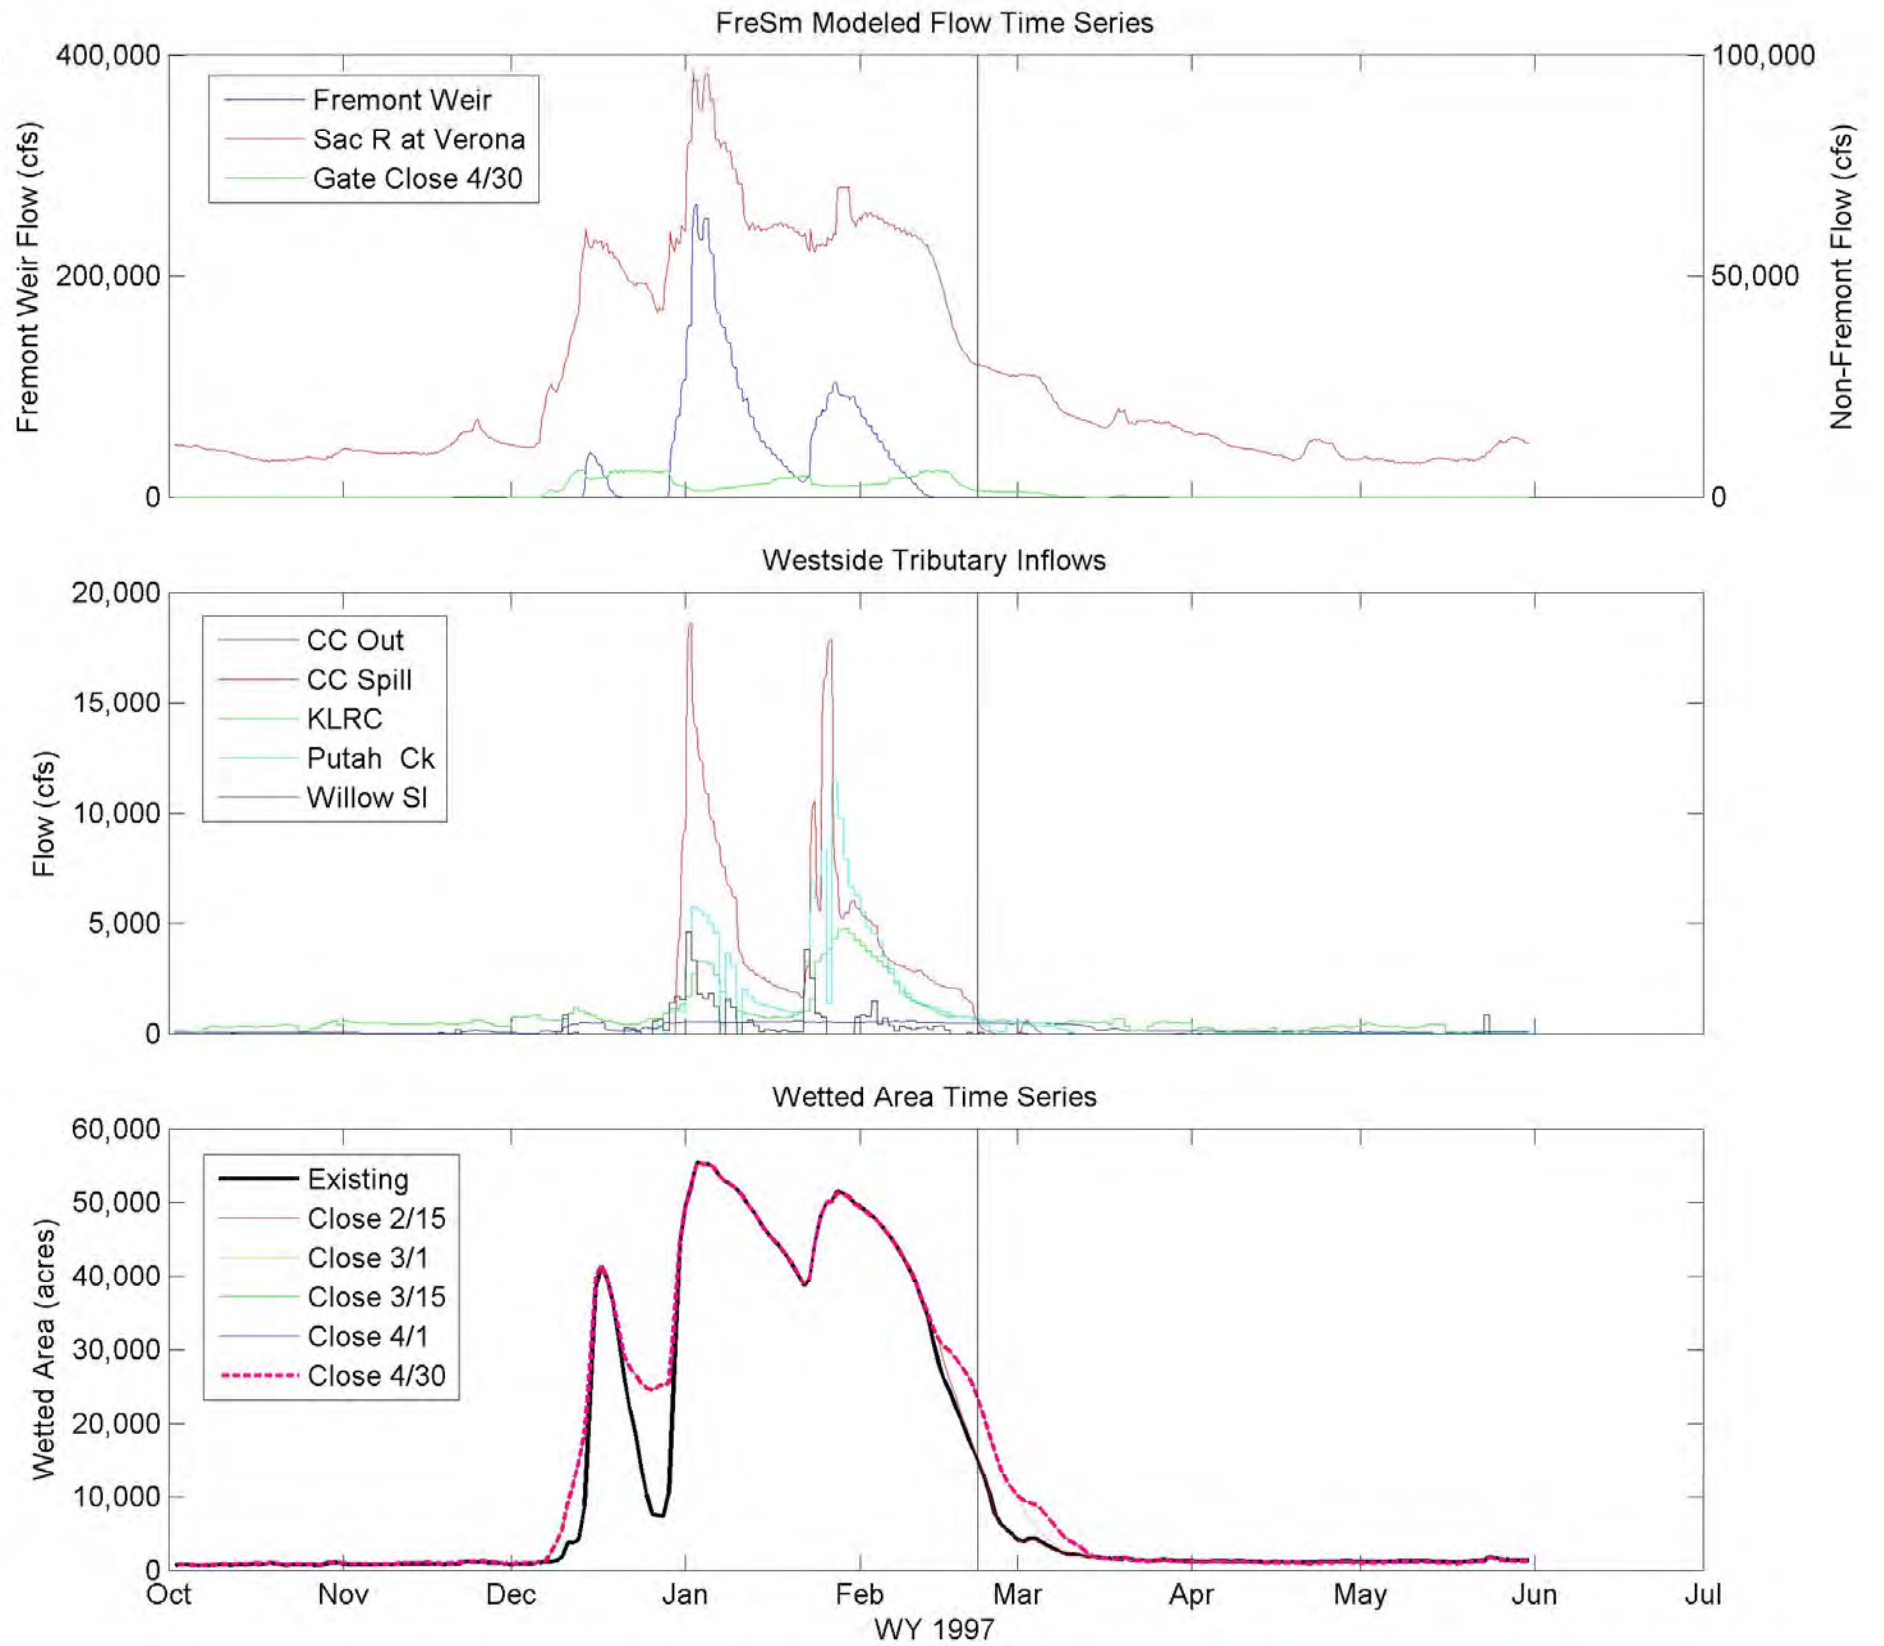 FreSm Modeled Flow Time Series
400,000
200,000
0
100,000
50,000
0
Fremont Weir Flow (cfs)
Non-Fremont Flow (cfs)
Fremont Weir
Sac R at Verona
Gate Close 4/30
Westside Tributary Inflows
20,000
15,000
10,000
5,000
0
Flow (cfs)
CC Out
CC Spill
KLRC
Putah Ck
Willow Sl
Wetted Area Time Series
60,000
50,000
40,000
30,000
20,000
10,000
0
Wetted Area (acres)
Existing
Close 2/15
Close 3/1
Close 3/15
Close 4/1
Close 4/30
Oct Nov Dec Jan Feb Mar Apr May Jun Jul
WY 1997